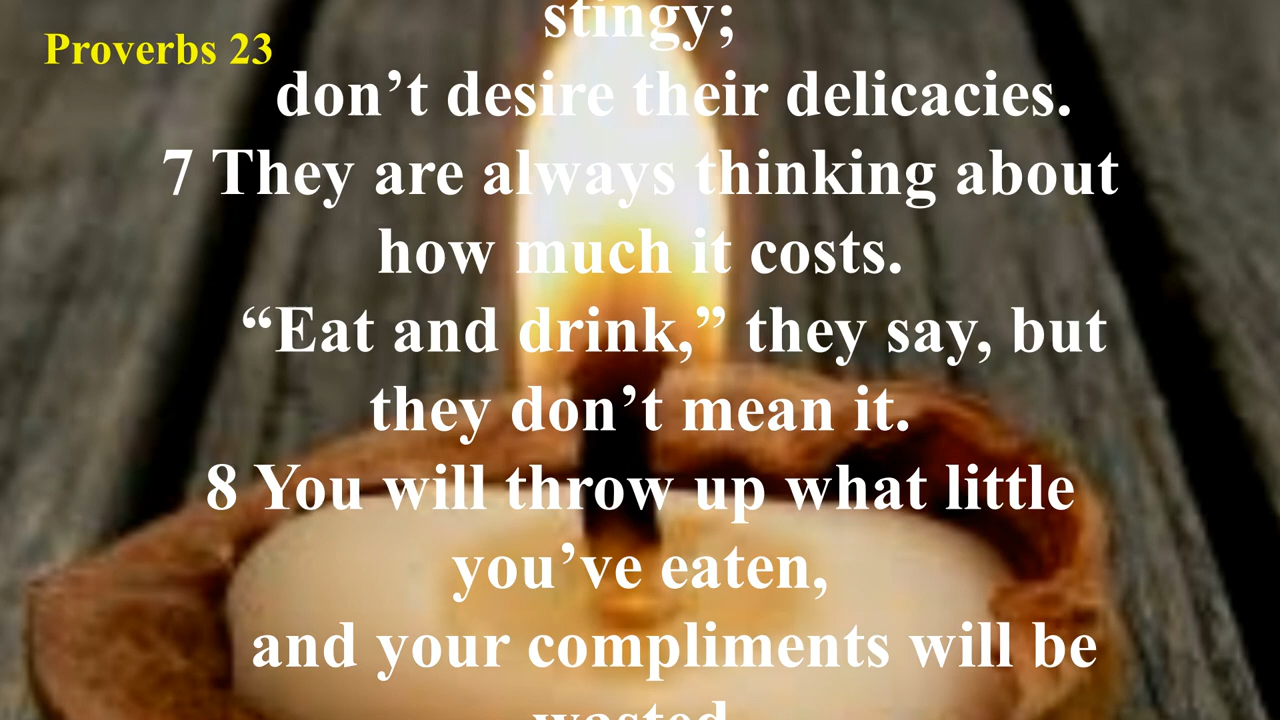 Proverbs 23
stingy;
don’t desire their delicacies.
7 They are always thinking about
how much it costs.
“Eat and drink,” they say, but
they don’t mean it.
8 You will throw up what little
you’ve eaten,
and your compliments will be
wasted